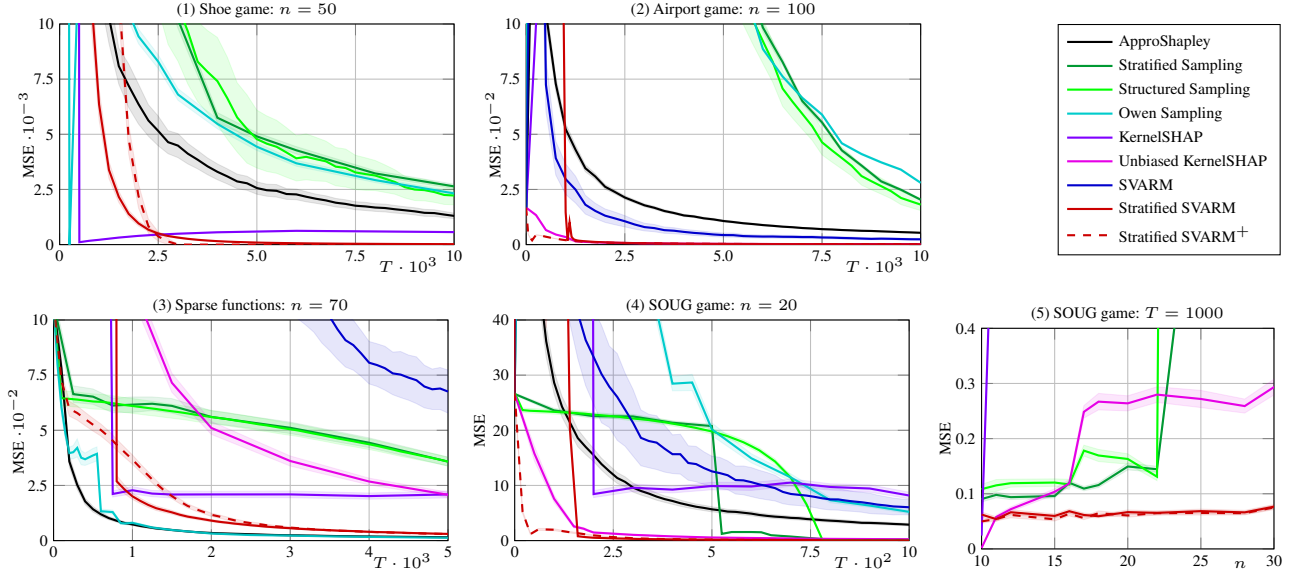 (1) Shoe game: n = 50
MSE ·10⁻³
10
7.5
5
2.5
0
0
2.5
5.0
7.5
10
T · 10³
(2) Airport game: n = 100
MSE ·10⁻²
10
7.5
5
2.5
0
0
2.5
5.0
7.5
10
T · 10³
ApproShapley
Stratified Sampling
Structured Sampling
Owen Sampling
KernelSHAP
Unbiased KernelSHAP
SVARM
Stratified SVARM
Stratified SVARM⁺
(3) Sparse functions: n = 70
MSE ·10⁻²
10
7.5
5
2.5
0
0
1
2
3
4
5
T · 10³
(4) SOUG game: n = 20
MSE
40
30
20
10
0
0
2.5
5
7.5
10
T · 10²
(5) SOUG game: T = 1000
MSE
0.4
0.3
0.2
0.1
0
10
15
20
25
30
n